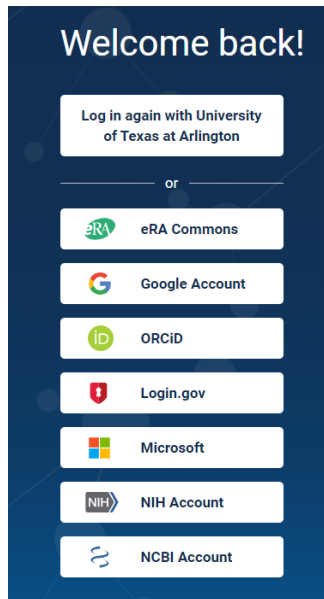 Welcome back!
Log in again with University
of Texas at Arlington
or
eRA eRA Commons
Google Account
iD ORCiD
Login.gov
Microsoft
NIH NIH Account
NCBI Account